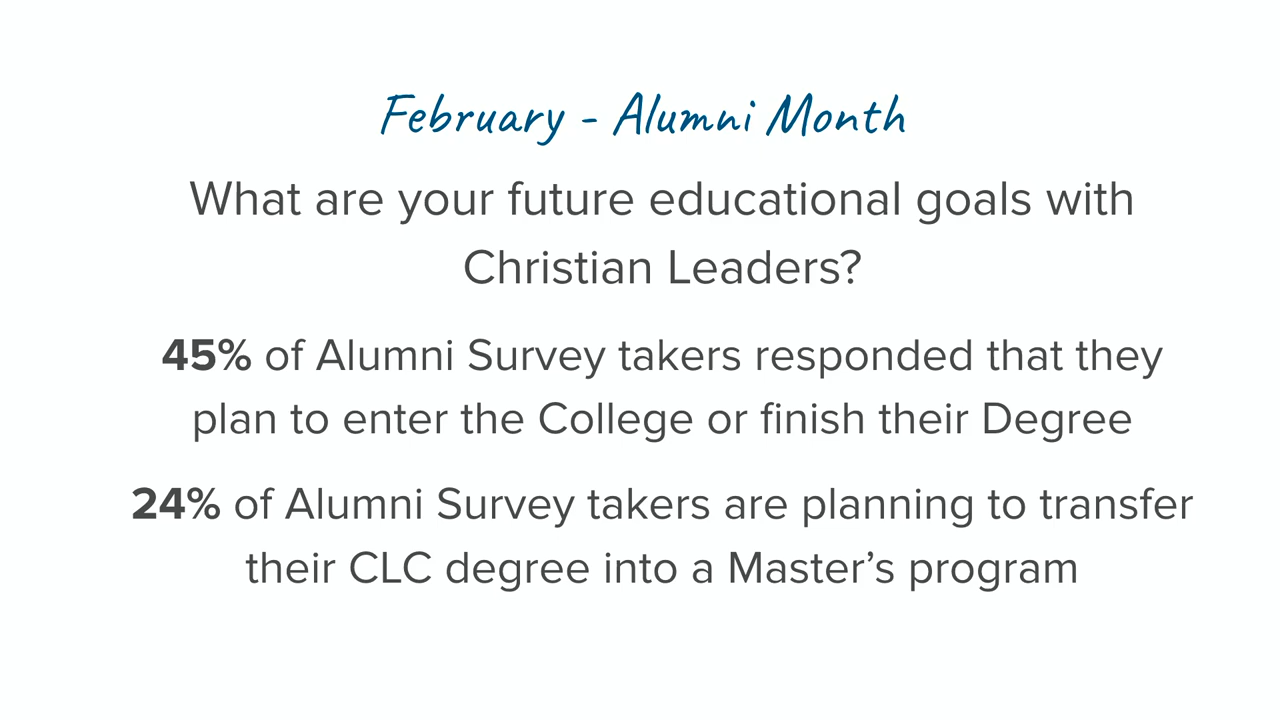 February - Alumni Month
What are your future educational goals with
Christian Leaders?
45% of Alumni Survey takers responded that they
plan to enter the College or finish their Degree
24% of Alumni Survey takers are planning to transfer
their CLC degree into a Master’s program